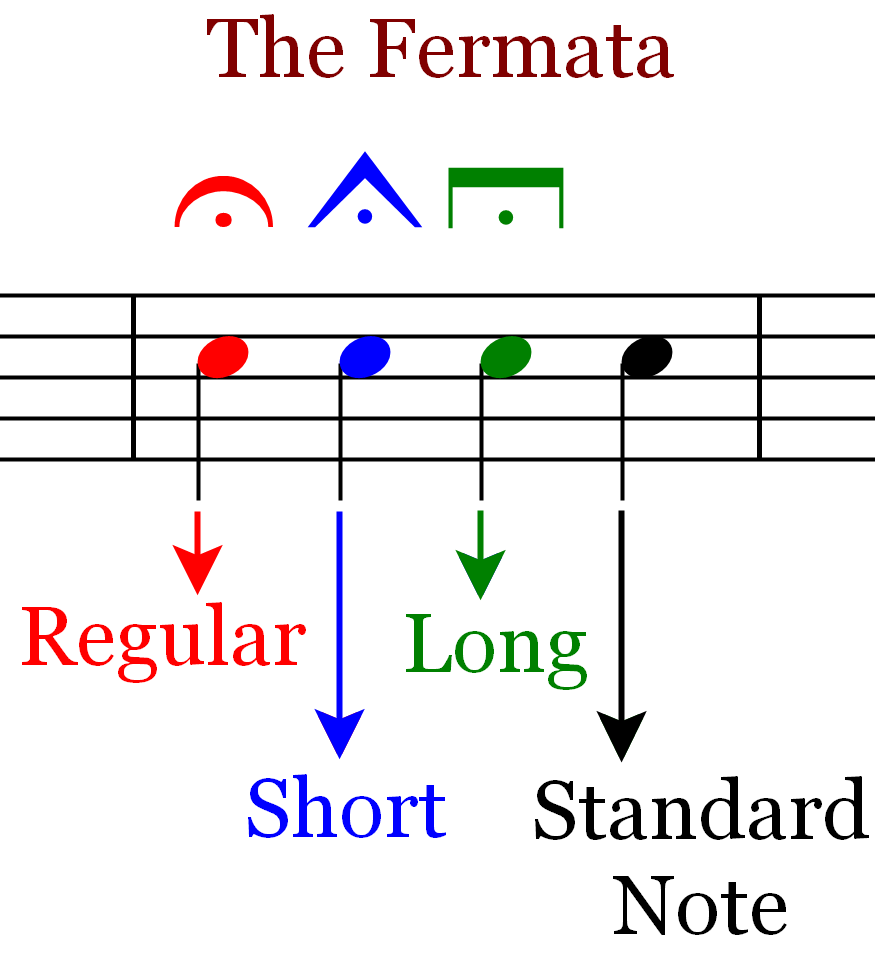 The Fermata
Regular
Long
Short
Standard
Note